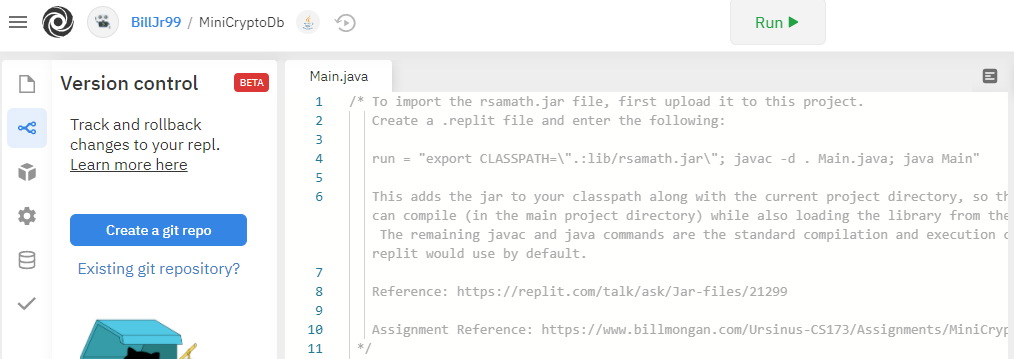 BillJr99 / MiniCryptoDb
Run
Version control
BETA
Track and rollback
changes to your repl.
Learn more here
Create a git repo
Existing git repository?
Main.java
1 /* To import the rsamath.jar file, first upload it to this project.
2 Create a .replit file and enter the following:
3
4 run = "export CLASSPATH=\".:lib/rsamath.jar\"; javac -d . Main.java; java Main"
5
6 This adds the jar to your classpath along with the current project directory, so th
can compile (in the main project directory) while also loading the library from the
The remaining javac and java commands are the standard compilation and execution c
replit would use by default.
7
8 Reference: https://replit.com/talk/ask/Jar-files/21299
9
10 Assignment Reference: https://www.billmongan.com/Ursinus-CS173/Assignments/MiniCryp
11 */